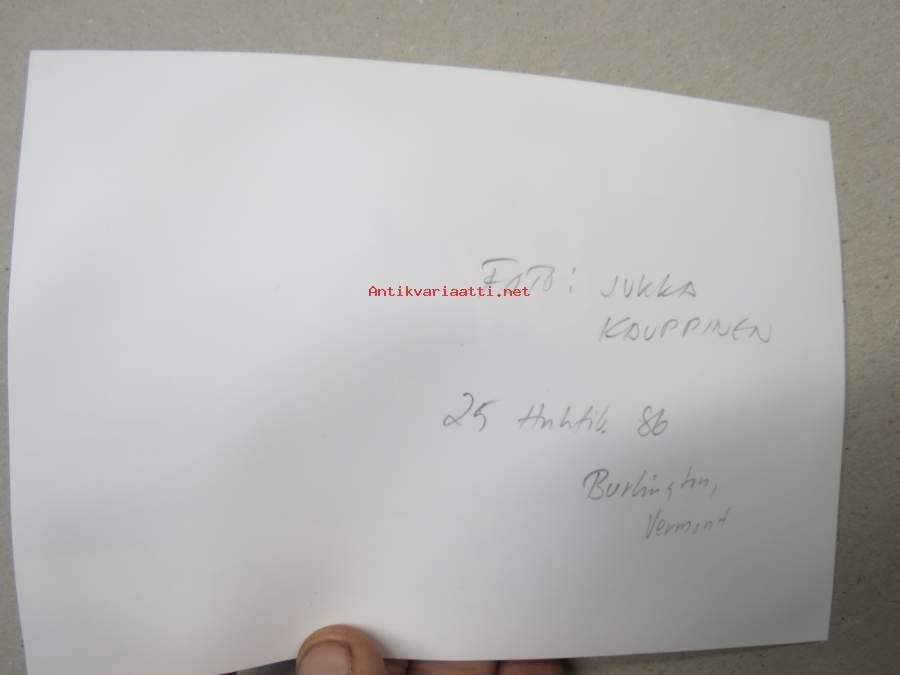 FOTO: JUKKA
KAUPPINEN
Antikvariaatti.net
25 Huhtik. 86
Burlington,
Vermont